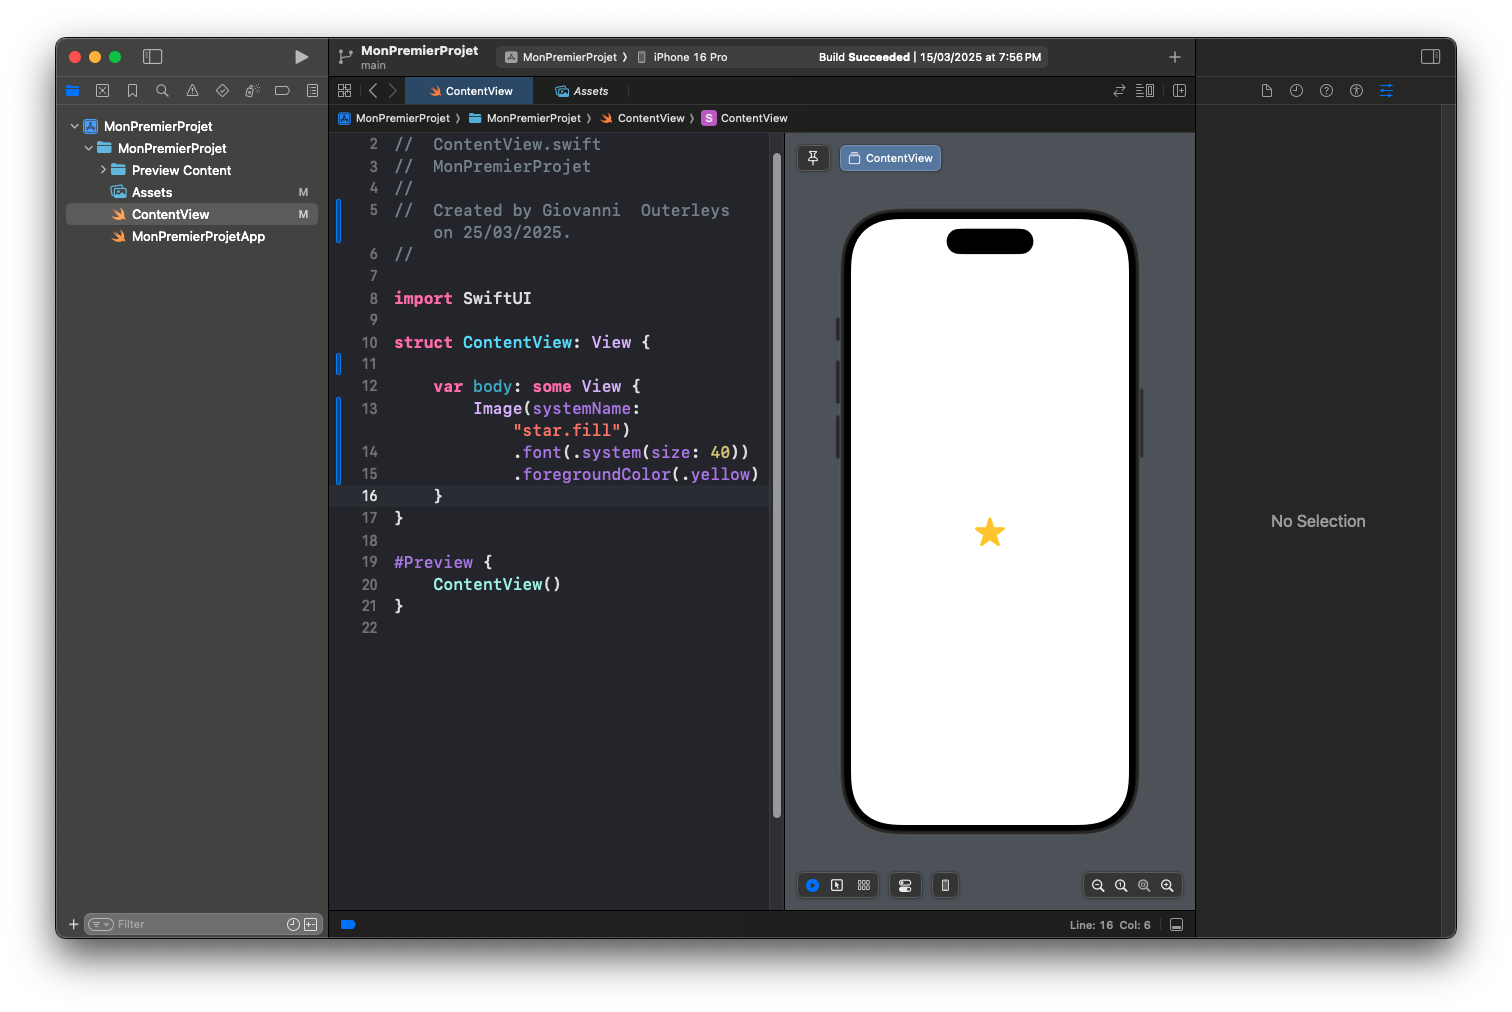 MonPremierProjet
main
MonPremierProjet
iPhone 16 Pro
Build Succeeded | 15/03/2025 at 7:56 PM
ContentView
Assets
MonPremierProjet
MonPremierProjet
ContentView
S
ContentView
MonPremierProjet
MonPremierProjet
Preview Content
Assets
M
ContentView
M
MonPremierProjetApp
2 // ContentView.swift
3 // MonPremierProjet
4 //
5 // Created by Giovanni  Outerleys
on 25/03/2025.
6 //
7
8 import SwiftUI
9
10 struct ContentView: View {
11
12 var body: some View {
13 Image(systemName:
"star.fill")
14 .font(.system(size: 40))
15 .foregroundColor(.yellow)
16 }
17 }
18
19 #Preview {
20 ContentView()
21 }
22
ContentView
No Selection
Filter
Line: 16 Col: 6